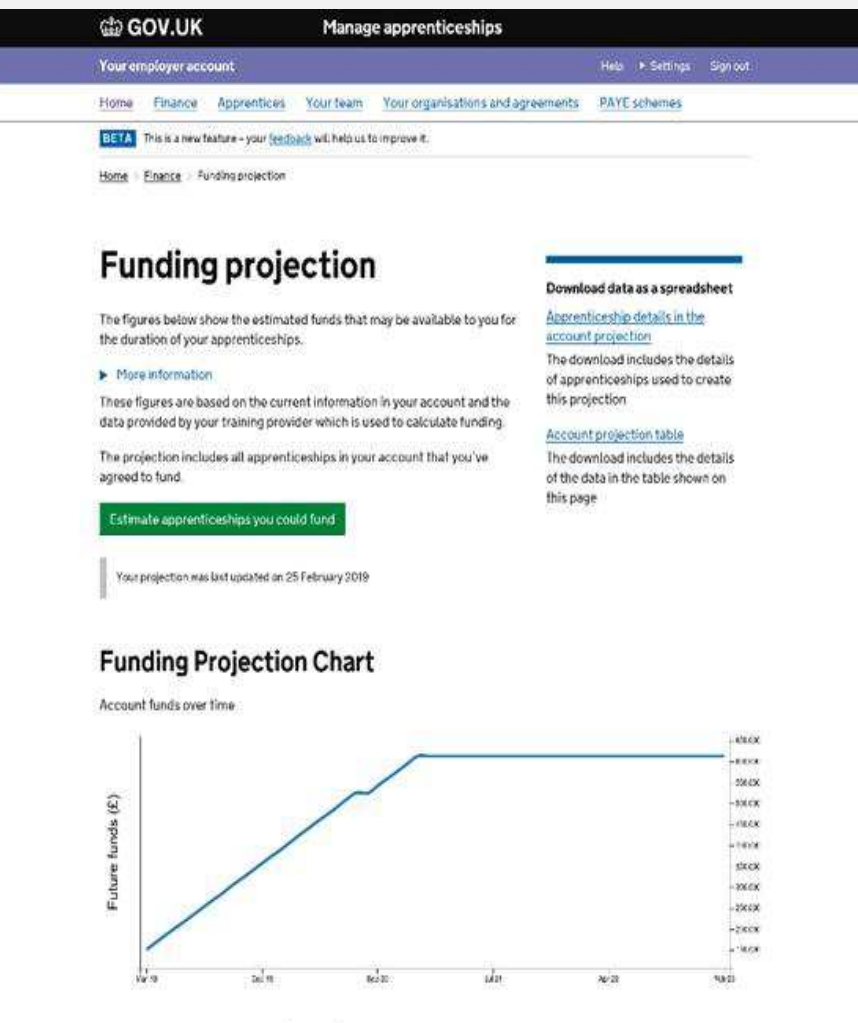 GOV.UK
Manage apprenticeships
Your employer account
Help
Settings
Sign out
Home
Finance
Apprentices
Your team
Your organisations and agreements
PAYE schemes
BETA
This is a new feature – your feedback will help us to improve it.
Home
Finance
Funding projection
Funding projection
The figures below show the estimated funds that may be available to you for
the duration of your apprenticeships.
More information
These figures are based on the current information in your account and the
data provided by your training provider which is used to calculate funding.
The projection includes all apprenticeships in your account that you've
agreed to fund.
Estimate apprenticeships you could fund
Your projection was last updated on 25 February 2019
Download data as a spreadsheet
Apprenticeship details in the
account projection
The download includes the details
of apprenticeships used to create
this projection
Account projection table
The download includes the details
of the data in the table shown on
this page
Funding Projection Chart
Account funds over time
Future funds (£)